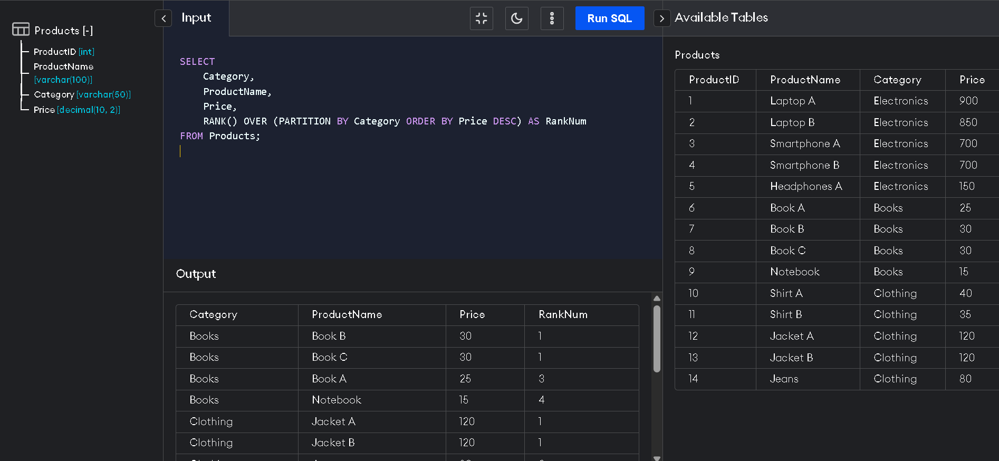 Products [-]
ProductID [int]
ProductName
[varchar(100)]
Category [varchar(50)]
Price [decimal(10, 2)]
Input
Run SQL
SELECT
    Category,
    ProductName,
    Price,
    RANK() OVER (PARTITION BY Category ORDER BY Price DESC) AS RankNum
FROM Products;
Output
Category ProductName Price RankNum
Books Book B 30 1
Books Book C 30 1
Books Book A 25 3
Books Notebook 15 4
Clothing Jacket A 120 1
Clothing Jacket B 120 1
Available Tables
Products
ProductID ProductName Category Price
1 Laptop A Electronics 900
2 Laptop B Electronics 850
3 Smartphone A Electronics 700
4 Smartphone B Electronics 700
5 Headphones A Electronics 150
6 Book A Books 25
7 Book B Books 30
8 Book C Books 30
9 Notebook Books 15
10 Shirt A Clothing 40
11 Shirt B Clothing 35
12 Jacket A Clothing 120
13 Jacket B Clothing 120
14 Jeans Clothing 80